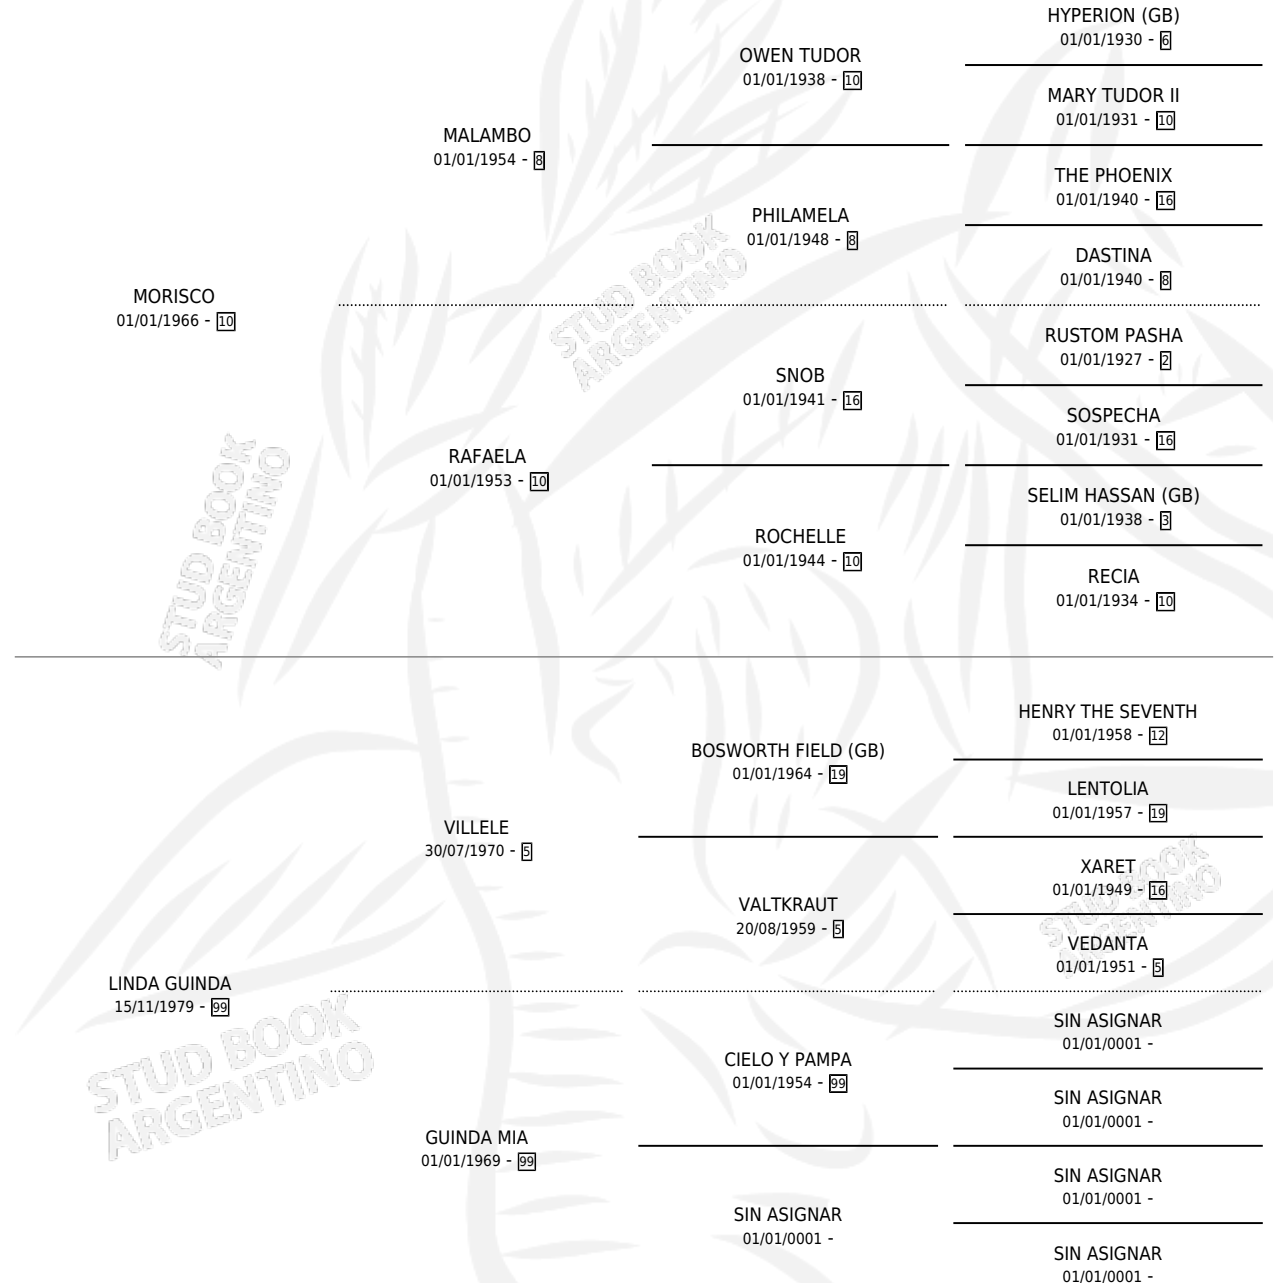 HYPERION (GB)
01/01/1930 - 6
OWEN TUDOR
01/01/1938 - 10
MARY TUDOR II
01/01/1931 - 10
MALAMBO
01/01/1954 - 8
THE PHOENIX
01/01/1940 - 16
PHILAMELA
01/01/1948 - 8
DASTINA
01/01/1940 - 8
MORISCO
01/01/1966 - 10
RUSTOM PASHA
01/01/1927 - 2
SNOB
01/01/1941 - 16
SOSPECHA
01/01/1931 - 16
RAFAELA
01/01/1953 - 10
SELIM HASSAN (GB)
01/01/1938 - 3
ROCHELLE
01/01/1944 - 10
RECIA
01/01/1934 - 10
HENRY THE SEVENTH
01/01/1958 - 12
BOSWORTH FIELD (GB)
01/01/1964 - 19
LENTOLIA
01/01/1957 - 19
VILLELE
30/07/1970 - 5
XARET
01/01/1949 - 16
VALTKRAUT
20/08/1959 - 5
VEDANTA
01/01/1951 - 5
LINDA GUINDA
15/11/1979 - 99
SIN ASIGNAR
01/01/0001 -
CIELO Y PAMPA
01/01/1954 - 99
SIN ASIGNAR
01/01/0001 -
GUINDA MIA
01/01/1969 - 99
SIN ASIGNAR
01/01/0001 -
SIN ASIGNAR
01/01/0001 -
SIN ASIGNAR
01/01/0001 -
STUD BOOK
ARGENTINO
STUD BOOK
ARGENTINO
STUD BOOK
ARGENTINO
STUD BOOK
ARGENTINO